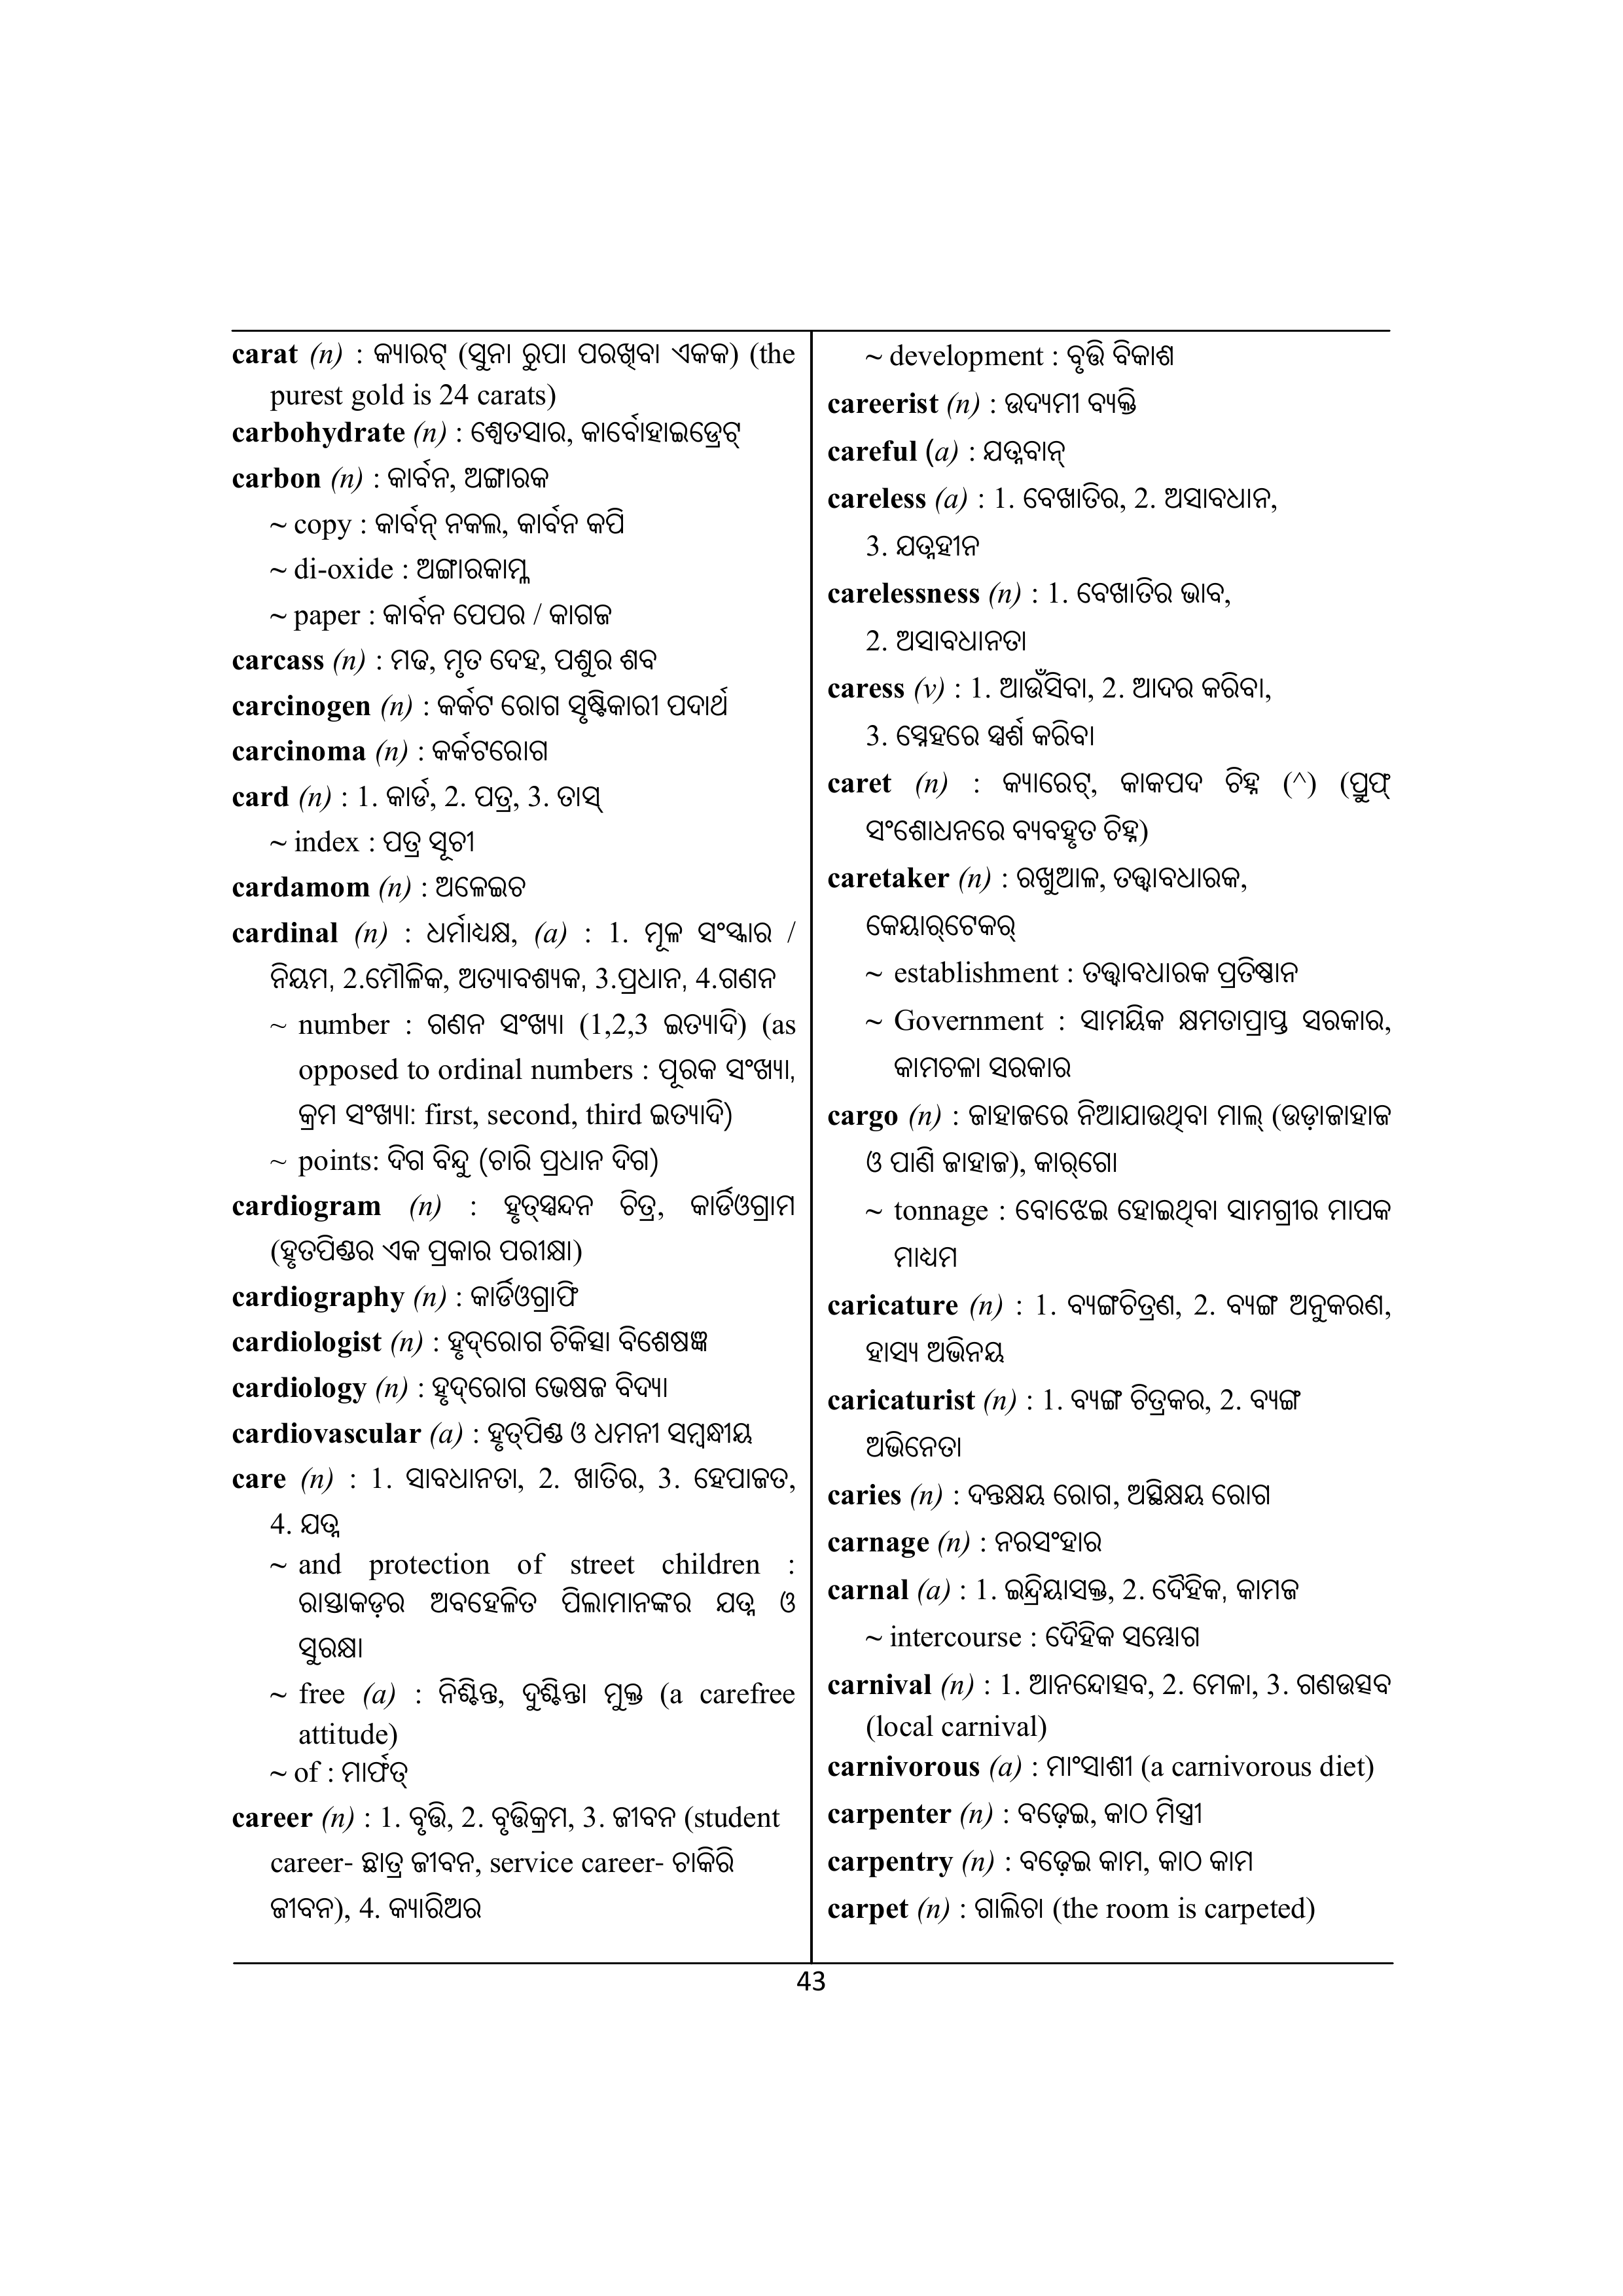 carat (n) : କ୍ୟାରଟ୍ (ସୁନା ରୁପା ପରଖିବା ଏକକ) (the
purest gold is 24 carats)
carbohydrate (n) : ଶ୍ୱେତସାର, କାର୍ବୋହାଇଡ୍ରେଟ୍
carbon (n) : କାର୍ବନ, ଅଙ୍ଗାରକ
~ copy : କାର୍ବନ୍ ନକଲ, କାର୍ବନ କପି
~ di-oxide : ଅଙ୍ଗାରକାମ୍ଳ
~ paper : କାର୍ବନ ପେପର / କାଗଜ
carcass (n) : ମଢ, ମୃତ ଦେହ, ପଶୁର ଶବ
carcinogen (n) : କର୍କଟ ରୋଗ ସୃଷ୍ଟିକାରୀ ପଦାର୍ଥ
carcinoma (n) : କର୍କଟରୋଗ
card (n) : 1. କାର୍ଡ, 2. ପତ୍ର, 3. ତାସ୍
~ index : ପତ୍ର ସୂଚୀ
cardamom (n) : ଅଳେଇଚ
cardinal (n) : ଧର୍ମାଧ୍ୟକ୍ଷ, (a) : 1. ମୂଳ ସଂସ୍କାର /
ନିୟମ, 2.ମୌଳିକ, ଅତ୍ୟାବଶ୍ୟକ, 3.ପ୍ରଧାନ, 4.ଗଣନ
~ number : ଗଣନ ସଂଖ୍ୟା (1,2,3 ଇତ୍ୟାଦି) (as
opposed to ordinal numbers : ପୂରକ ସଂଖ୍ୟା,
କ୍ରମ ସଂଖ୍ୟା: first, second, third ଇତ୍ୟାଦି)
~ points: ଦିଗ ବିନ୍ଦୁ (ଚାରି ପ୍ରଧାନ ଦିଗ)
cardiogram (n) : ହୃତ୍‌ସ୍ପନ୍ଦନ ଚିତ୍ର, କାର୍ଡିଓଗ୍ରାମ
(ହୃତପିଣ୍ଡର ଏକ ପ୍ରକାର ପରୀକ୍ଷା)
cardiography (n) : କାର୍ଡିଓଗ୍ରାଫି
cardiologist (n) : ହୃଦ୍‌ରୋଗ ଚିକିତ୍ସା ବିଶେଷଜ୍ଞ
cardiology (n) : ହୃଦ୍‌ରୋଗ ଭେଷଜ ବିଦ୍ୟା
cardiovascular (a) : ହୃତ୍‌ପିଣ୍ଡ ଓ ଧମନୀ ସମ୍ବନ୍ଧୀୟ
care (n) : 1. ସାବଧାନତା, 2. ଖାତିର, 3. ହେପାଜତ,
4. ଯତ୍ନ
~ and protection of street children :
ରାସ୍ତାକଡ଼ର ଅବହେଳିତ ପିଲାମାନଙ୍କର ଯତ୍ନ ଓ
ସୁରକ୍ଷା
~ free (a) : ନିଶ୍ଚିନ୍ତ, ଦୁଶ୍ଚିନ୍ତା ମୁକ୍ତ (a carefree
attitude)
~ of : ମାର୍ଫତ୍
career (n) : 1. ବୃତ୍ତି, 2. ବୃତ୍ତିକ୍ରମ, 3. ଜୀବନ (student
career- ଛାତ୍ର ଜୀବନ, service career- ଚାକିରି
ଜୀବନ), 4. କ୍ୟାରିଅର
~ development : ବୃତ୍ତି ବିକାଶ
careerist (n) : ଉଦ୍ୟମୀ ବ୍ୟକ୍ତି
careful (a) : ଯତ୍ନବାନ୍
careless (a) : 1. ବେଖାତିର, 2. ଅସାବଧାନ,
3. ଯତ୍ନହୀନ
carelessness (n) : 1. ବେଖାତିର ଭାବ,
2. ଅସାବଧାନତା
caress (v) : 1. ଆଉଁସିବା, 2. ଆଦର କରିବା,
3. ସ୍ନେହରେ ସ୍ପର୍ଶ କରିବା
caret (n) : କ୍ୟାରେଟ୍, କାକପଦ ଚିହ୍ନ (^) (ପ୍ରୁଫ୍
ସଂଶୋଧନରେ ବ୍ୟବହୃତ ଚିହ୍ନ)
caretaker (n) : ରଖୁଆଳ, ତତ୍ତ୍ୱାବଧାରକ,
କେୟାର୍‌ଟେକର୍
~ establishment : ତତ୍ତ୍ୱାବଧାରକ ପ୍ରତିଷ୍ଠାନ
~ Government : ସାମୟିକ କ୍ଷମତାପ୍ରାପ୍ତ ସରକାର,
କାମଚଳା ସରକାର
cargo (n) : ଜାହାଜରେ ନିଆଯାଉଥିବା ମାଲ୍ (ଉଡ଼ାଜାହାଜ
ଓ ପାଣି ଜାହାଜ), କାର୍‌ଗୋ
~ tonnage : ବୋଝେଇ ହୋଇଥିବା ସାମଗ୍ରୀର ମାପକ
ମାଧ୍ୟମ
caricature (n) : 1. ବ୍ୟଙ୍ଗଚିତ୍ରଣ, 2. ବ୍ୟଙ୍ଗ ଅନୁକରଣ,
ହାସ୍ୟ ଅଭିନୟ
caricaturist (n) : 1. ବ୍ୟଙ୍ଗ ଚିତ୍ରକର, 2. ବ୍ୟଙ୍ଗ
ଅଭିନେତା
caries (n) : ଦନ୍ତକ୍ଷୟ ରୋଗ, ଅସ୍ଥିକ୍ଷୟ ରୋଗ
carnage (n) : ନରସଂହାର
carnal (a) : 1. ଇନ୍ଦ୍ରିୟାସକ୍ତ, 2. ଦୈହିକ, କାମଜ
~ intercourse : ଦୈହିକ ସମ୍ଭୋଗ
carnival (n) : 1. ଆନନ୍ଦୋତ୍ସବ, 2. ମେଳା, 3. ଗଣଉତ୍ସବ
(local carnival)
carnivorous (a) : ମାଂସାଶୀ (a carnivorous diet)
carpenter (n) : ବଢ଼େଇ, କାଠ ମିସ୍ତ୍ରୀ
carpentry (n) : ବଢ଼େଇ କାମ, କାଠ କାମ
carpet (n) : ଗାଲିଚା (the room is carpeted)
43